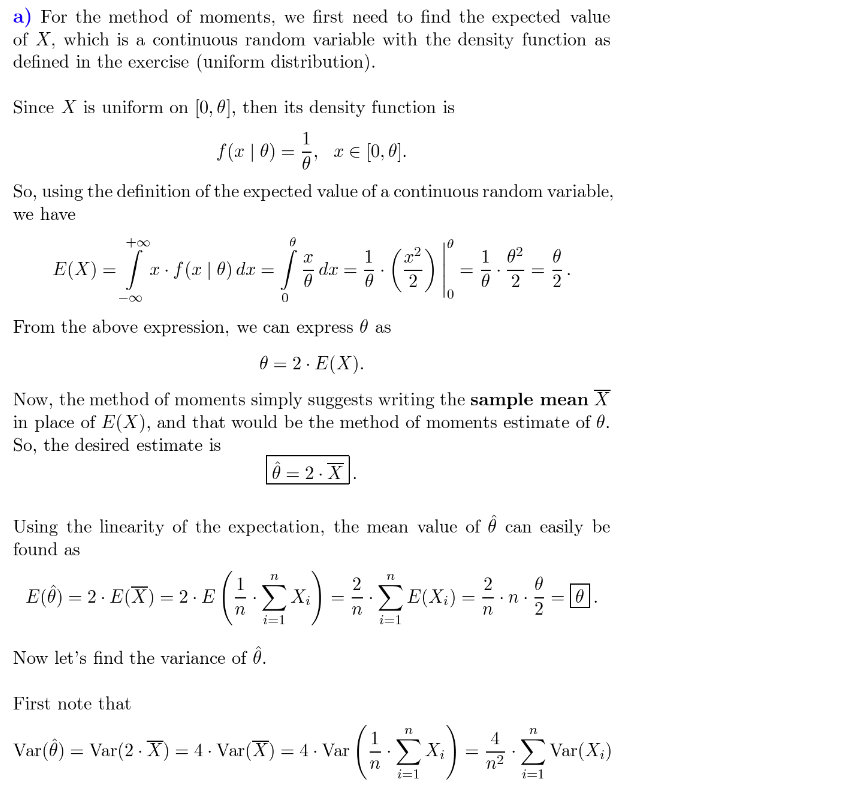 a) For the method of moments, we first need to find the expected value
of X, which is a continuous random variable with the density function as
defined in the exercise (uniform distribution).
Since X is uniform on [0, θ], then its density function is
f(x | θ) = 1/θ, x ∈ [0, θ].
So, using the definition of the expected value of a continuous random variable,
we have
E(X) = ∫_{−∞}^{+∞} x · f(x | θ) dx = ∫_0^θ x/θ dx = 1/θ · (x²/2) |_0^θ = 1/θ · θ²/2 = θ/2 .
From the above expression, we can express θ as
θ = 2 · E(X).
Now, the method of moments simply suggests writing the sample mean X̅
in place of E(X), and that would be the method of moments estimate of θ.
So, the desired estimate is
θ̂ = 2 · X̅ .
Using the linearity of the expectation, the mean value of θ̂ can easily be
found as
E(θ̂) = 2 · E(X̅) = 2 · E (1/n · ∑_{i=1}^n X_i) = 2/n · ∑_{i=1}^n E(X_i) = 2/n · n · θ/2 = θ .
Now let's find the variance of θ̂.
First note that
Var(θ̂) = Var(2 · X̅) = 4 · Var(X̅) = 4 · Var (1/n · ∑_{i=1}^n X_i) = 4/n² · ∑_{i=1}^n Var(X_i)